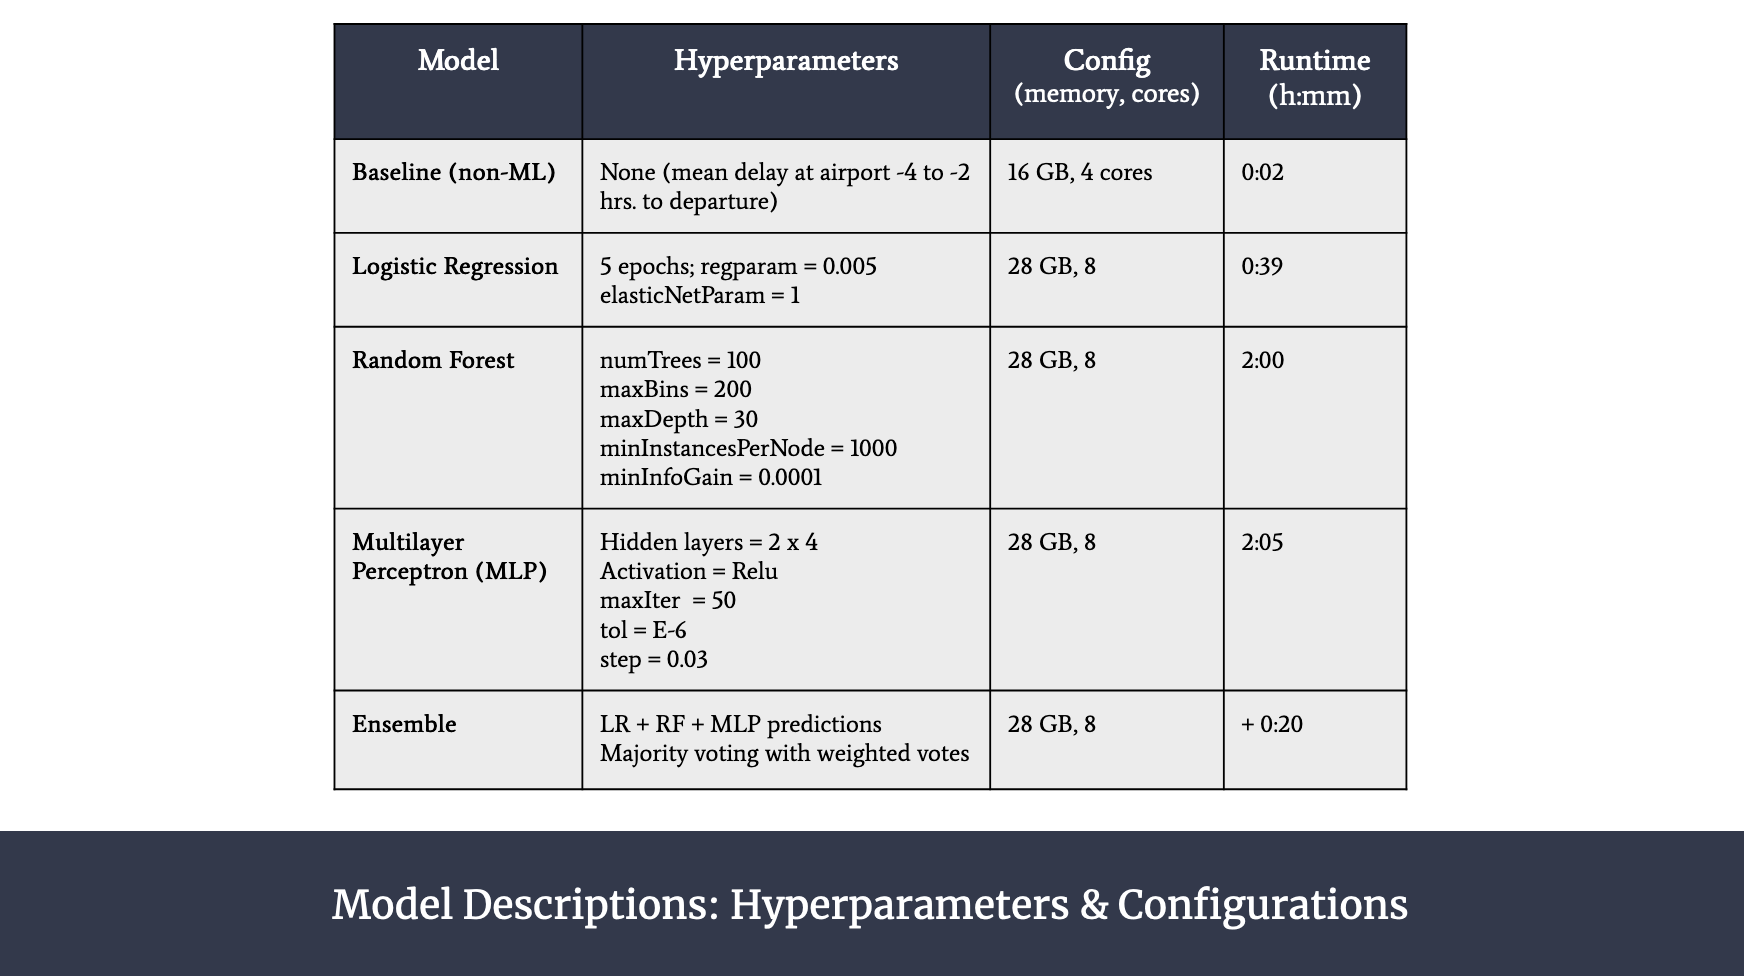 Model
Hyperparameters
Config
(memory, cores)
Runtime
(h:mm)
Baseline (non-ML)
None (mean delay at airport -4 to -2
hrs. to departure)
16 GB, 4 cores
0:02
Logistic Regression
5 epochs; regparam = 0.005
elasticNetParam = 1
28 GB, 8
0:39
Random Forest
numTrees = 100
maxBins = 200
maxDepth = 30
minInstancesPerNode = 1000
minInfoGain = 0.0001
28 GB, 8
2:00
Multilayer
Perceptron (MLP)
Hidden layers = 2 x 4
Activation = Relu
maxIter  = 50
tol = E-6
step = 0.03
28 GB, 8
2:05
Ensemble
LR + RF + MLP predictions
Majority voting with weighted votes
28 GB, 8
+ 0:20
Model Descriptions: Hyperparameters & Configurations